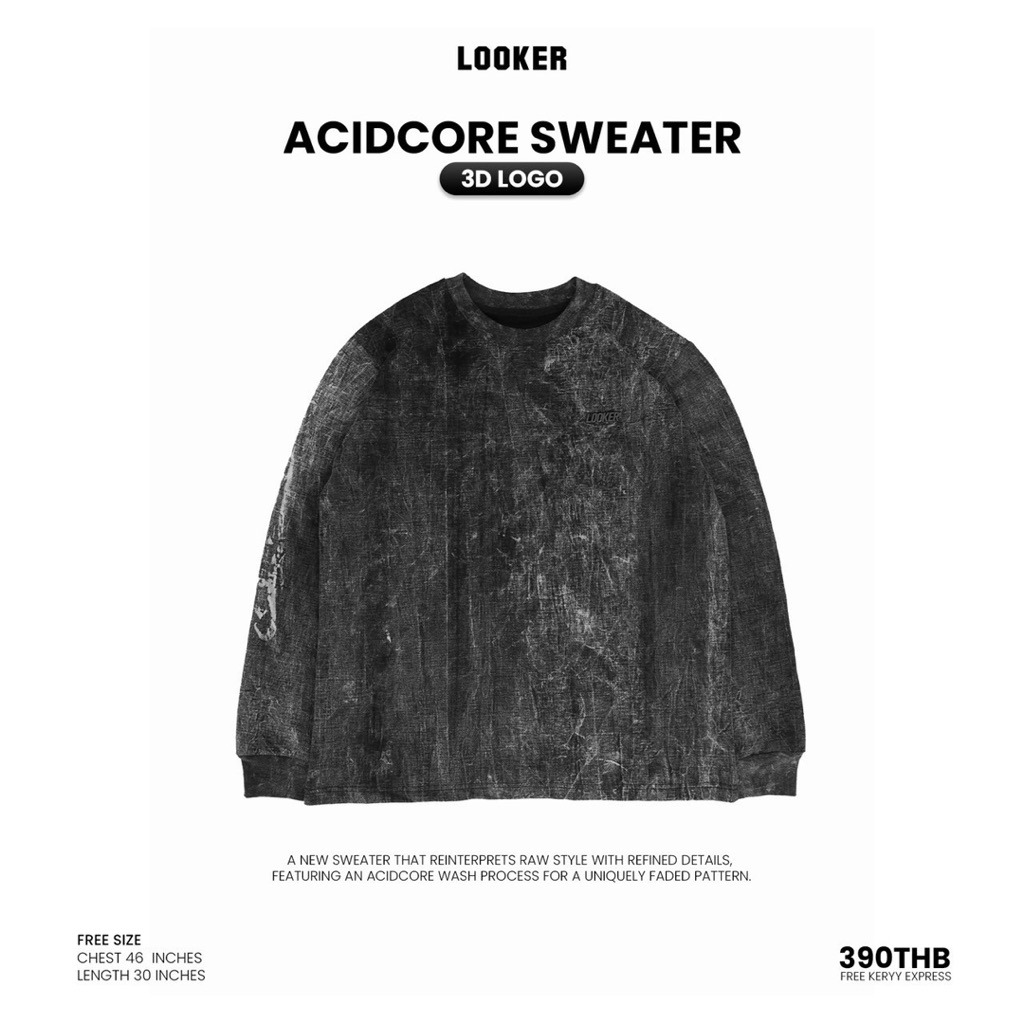 LOOKER
ACIDCORE SWEATER
3D LOGO
LOOKER
A NEW SWEATER THAT REINTERPRETS RAW STYLE WITH REFINED DETAILS,
FEATURING AN ACIDCORE WASH PROCESS FOR A UNIQUELY FADED PATTERN.
FREE SIZE
CHEST 46 INCHES
LENGTH 30 INCHES
390THB
FREE KERYY EXPRESS